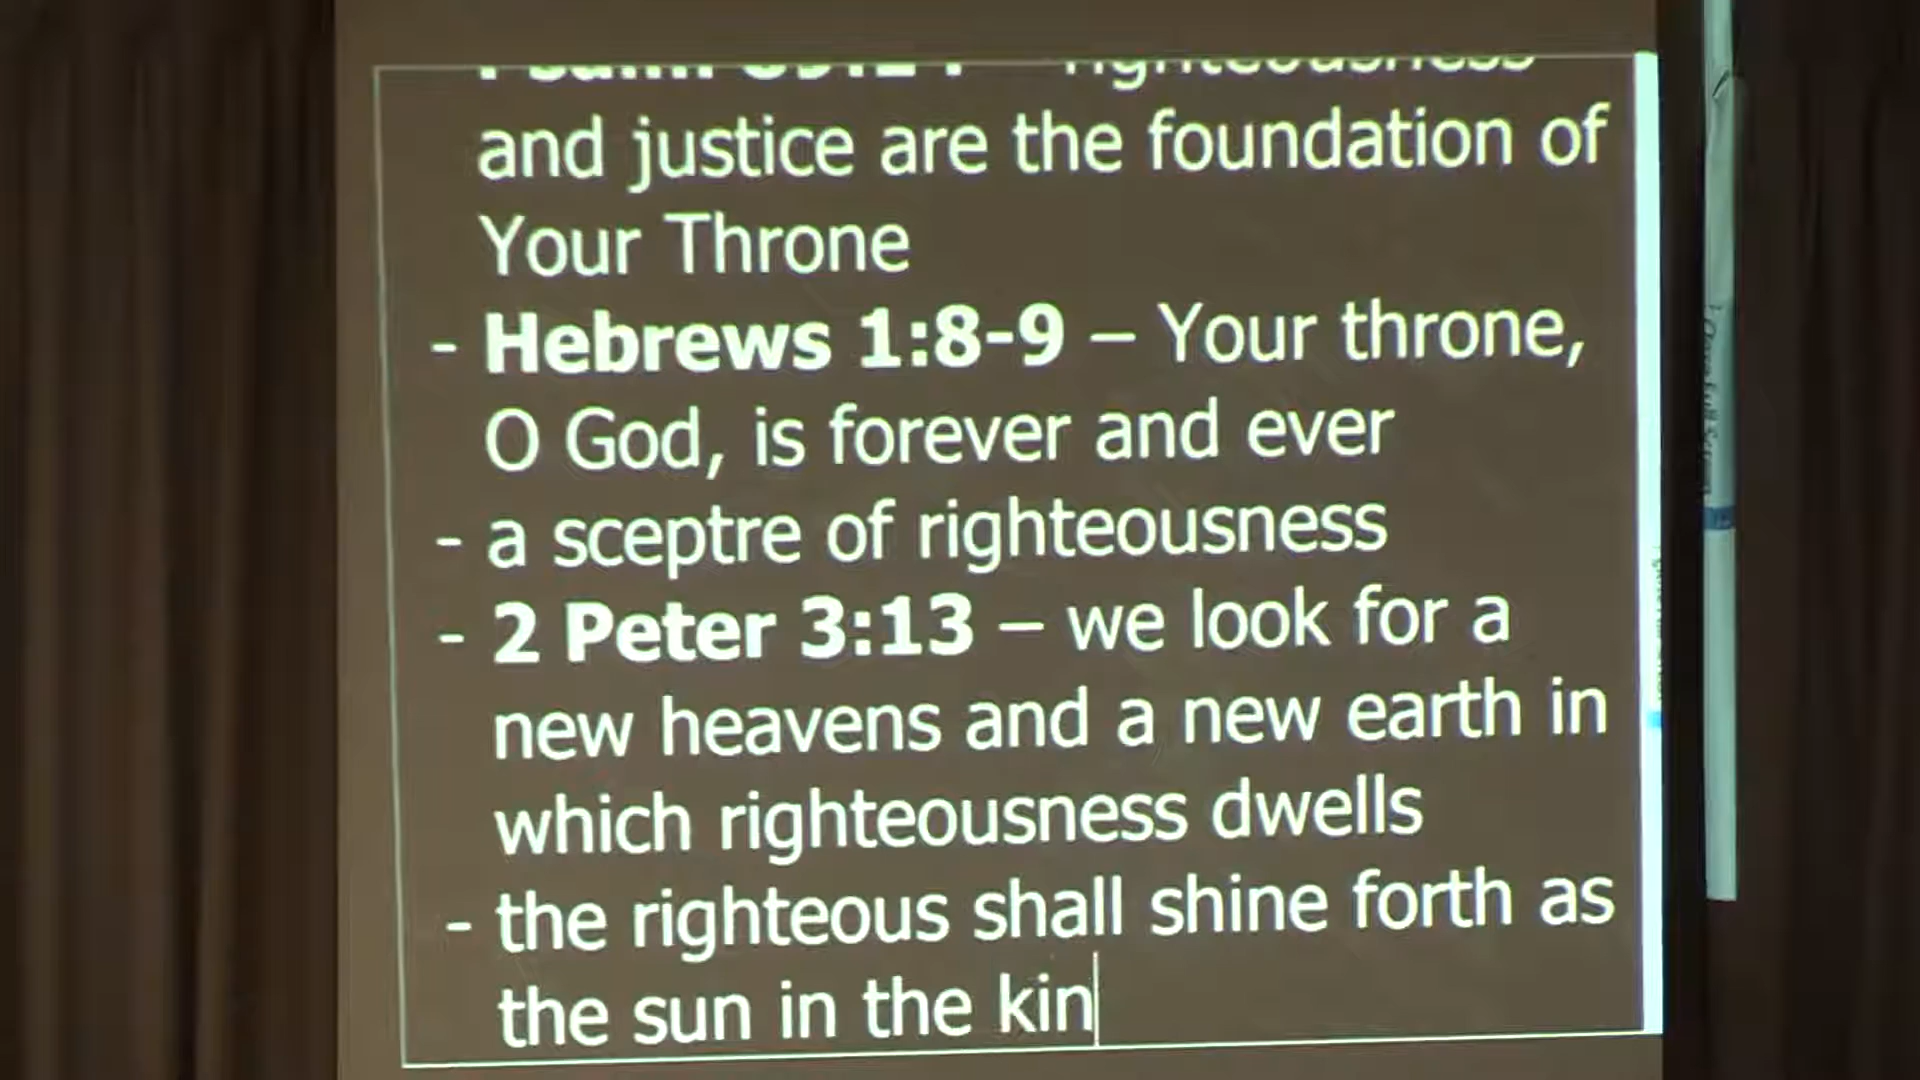 righteousness
and justice are the foundation of
Your Throne
- Hebrews 1:8-9 – Your throne,
O God, is forever and ever
- a sceptre of righteousness
- 2 Peter 3:13 – we look for a
new heavens and a new earth in
which righteousness dwells
- the righteous shall shine forth as
the sun in the kin